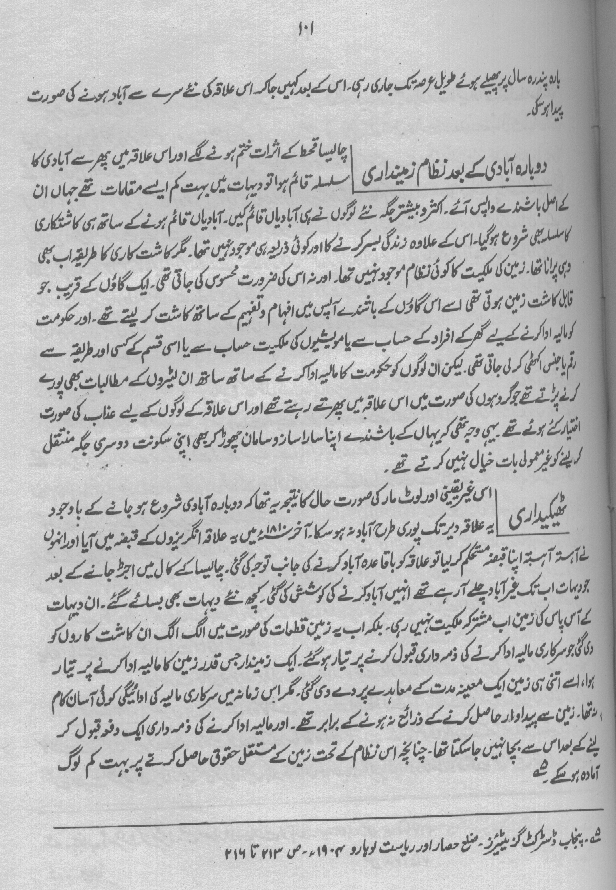 ۱۰۱
بارہ پندرہ سال پر پھیلے ہوئے طویل عرصہ تک جاری رہی۔ اس کے بعد کہیں جا کر اس علاقہ کی نئے سرے سے آباد ہونے کی صورت
پیدا ہو سکی۔
دوبارہ آبادی کے بعد نظام زمینداری
چالیسا قحط کے اثرات ختم ہونے لگے اور اس علاقہ میں پھر سے آبادی کا
سلسلہ قائم ہوا تو دیہات میں بہت کم ایسے مقامات تھے جہاں ان
کے اصل باشندے واپس آئے۔ اکثر و بیشتر جگہ نئے لوگوں نے ہی آبادیاں قائم کیں۔ آبادیاں قائم ہونے کے ساتھ ہی کاشتکاری
کا سلسلہ بھی شروع ہو گیا۔ اس کے علاوہ زندگی بسر کرنے کا اور کوئی ذریعہ ہی موجود نہیں تھا۔ مگر کاشت کاری کا طریقہ اب بھی
وہی پرانا تھا۔ زمین کی ملکیت کا کوئی نظام موجود نہیں تھا۔ اور نہ اس کی ضرورت محسوس کی جاتی تھی۔ ایک گاؤں کے قریب جو
قابل کاشت زمین ہوتی تھی اسے اس گاؤں کے باشندے آپس میں افہام و تفہیم کے ساتھ کاشت کر لیتے تھے۔ اور حکومت
کو مالیہ ادا کرنے کے لیے گھر کے افراد کے حساب سے یا مویشیوں کی ملکیت حساب سے یا اسی قسم کے کسی اور طریقہ سے
رقم یا جنس اکٹھی کر لی جاتی تھی۔ لیکن ان لوگوں کو حکومت کا مالیہ ادا کرنے کے ساتھ ساتھ ان لٹیروں کے مطالبات بھی پورے
کرنے پڑتے تھے جو گروہوں کی صورت میں اس علاقہ میں پھرتے رہتے تھے اور اس علاقہ کے لوگوں کے لیے عذاب کی صورت
اختیار کئے ہوئے تھے۔ یہی وجہ تھی کہ یہاں کے باشندے اپنا سارا ساز و سامان چھوڑ کر بھی اپنی سکونت دوسری جگہ منتقل
کر لینے کو غیر معمولی بات خیال نہیں کرتے تھے۔
ٹھیکیداری
اس غیر یقینی اور لوٹ مار کی صورت حال کا نتیجہ یہ تھا کہ دوبارہ آبادی شروع ہو جانے کے باوجود
یہ علاقہ دیر تک پوری طرح آباد نہ ہو سکا۔ آخر ۱۸۱۰ء میں یہ علاقہ انگریزوں کے قبضہ میں آیا اور انہوں
نے آہستہ آہستہ اپنا قبضہ مستحکم کر لیا تو علاقہ کو باقاعدہ آباد کرنے کی جانب توجہ کی گئی۔ چالیسا کے کال میں اجڑ جانے کے بعد
جو دیہات اب تک غیر آباد چلے آ رہے تھے انہیں آباد کرنے کی کوشش کی گئی۔ کچھ نئے دیہات بھی بسائے گئے۔ ان دیہات
کے آس پاس کی زمین اب مشترکہ ملکیت نہیں رہی۔ بلکہ اب یہ زمین قطعات کی صورت میں الگ الگ ان کاشت کاروں کو
دی گئی جو سرکاری مالیہ ادا کرنے کی ذمہ داری قبول کرنے پر تیار ہو گئے۔ ایک زمیندار جس قدر زمین کا مالیہ ادا کرنے پر تیار
ہوا، اسے اتنی ہی زمین ایک معینہ مدت کے معاہدے پر دے دی گئی۔ مگر اس زمانہ میں سرکاری مالیہ کی ادائیگی کوئی آسان کام
نہ تھا۔ زمین سے پیداوار حاصل کرنے کے ذرائع نہ ہونے کے برابر تھے۔ اور مالیہ ادا کرنے کی ذمہ داری ایک دفعہ قبول کر
لینے کے بعد اس سے بچا نہیں جا سکتا تھا۔ چنانچہ اس نظام کے تحت زمین کے مستقل حقوق حاصل کرنے پر بہت کم لوگ
آمادہ ہو سکے۔
پنجاب ڈسٹرکٹ گزیٹیرز۔ ضلع حصار اور ریاست لوہارو ۱۹۰۴ء۔ ص ۲۱۳ تا ۲۱۶